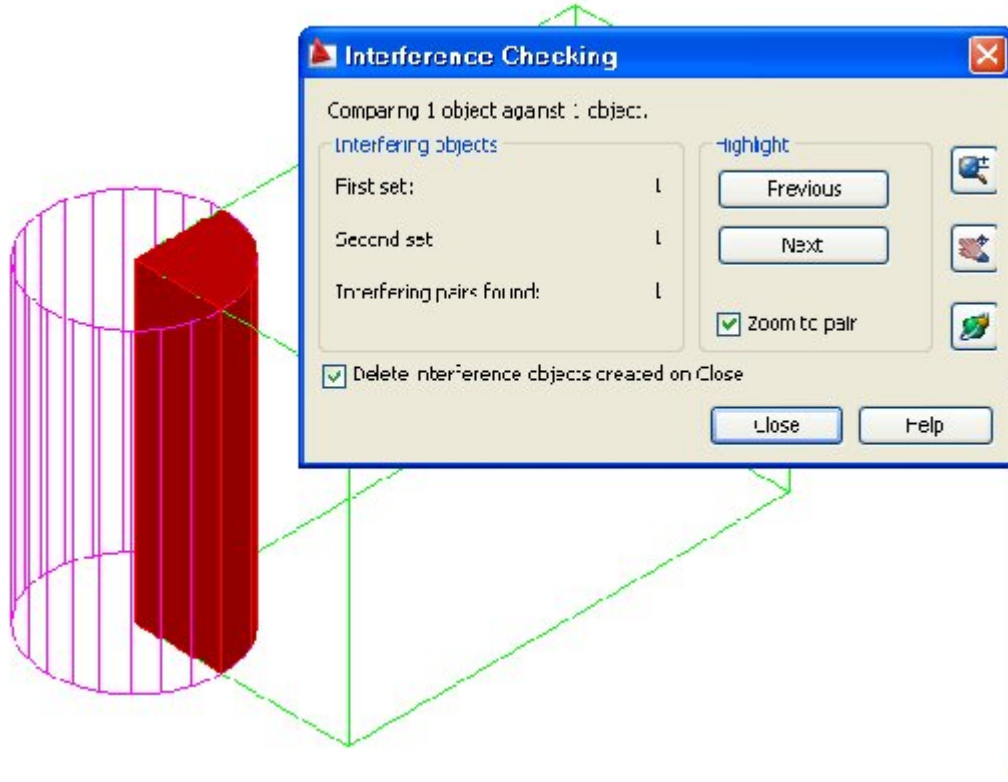 Interference Checking
Comparing 1 object against 1 object.
Interfering objects
First set: 1
Second set 1
Interfering pairs found: 1
Highlight
Previous
Next
Zoom to pair
Delete interference objects created on Close
Close
Help